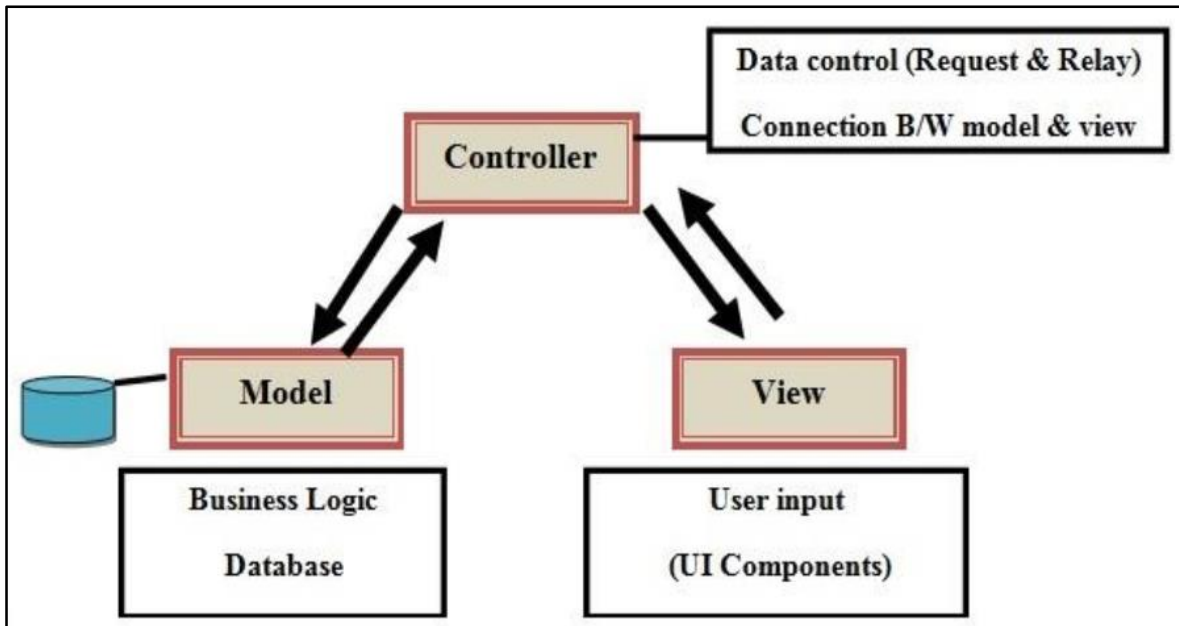 Data control (Request & Relay)
Connection B/W model & view
Controller
Model
View
Business Logic
Database
User input
(UI Components)